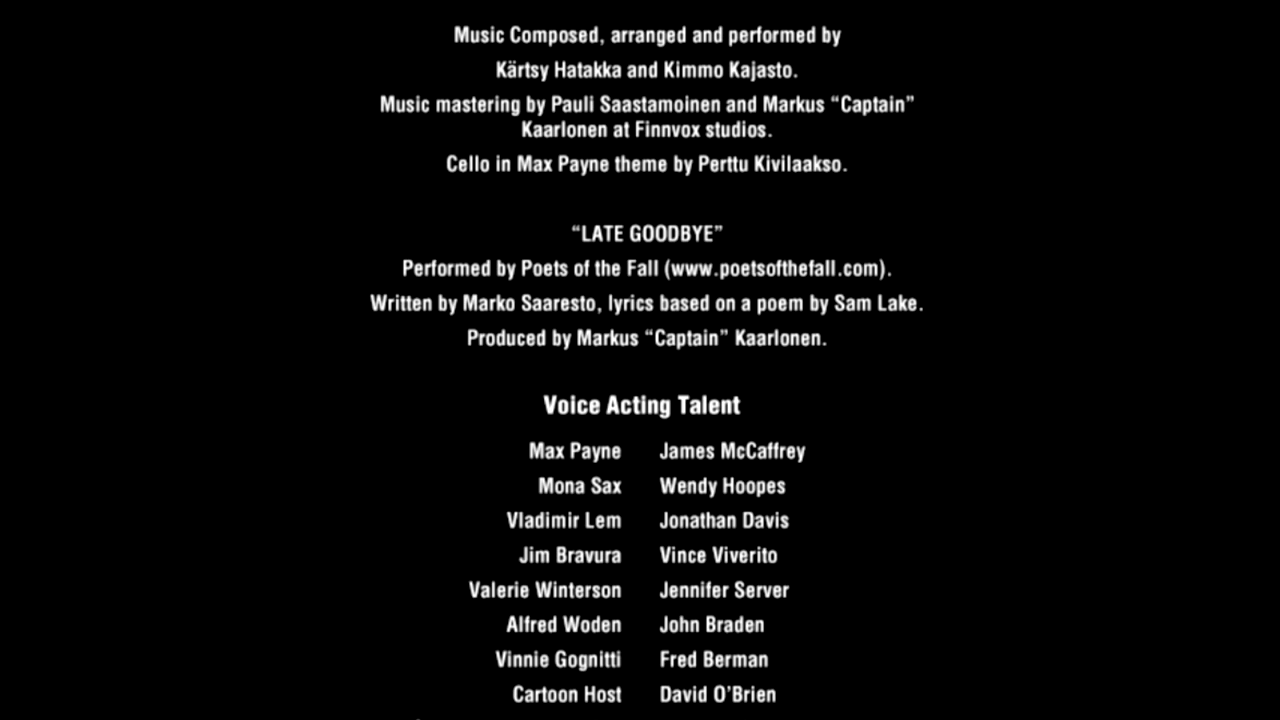 Music Composed, arranged and performed by
Kärtsy Hatakka and Kimmo Kajasto.
Music mastering by Pauli Saastamoinen and Markus “Captain”
Kaarlonen at Finnvox studios.
Cello in Max Payne theme by Perttu Kivilaakso.
“LATE GOODBYE”
Performed by Poets of the Fall (www.poetsofthefall.com).
Written by Marko Saaresto, lyrics based on a poem by Sam Lake.
Produced by Markus “Captain” Kaarlonen.
Voice Acting Talent
Max Payne James McCaffrey
Mona Sax Wendy Hoopes
Vladimir Lem Jonathan Davis
Jim Bravura Vince Viverito
Valerie Winterson Jennifer Server
Alfred Woden John Braden
Vinnie Gognitti Fred Berman
Cartoon Host David O’Brien